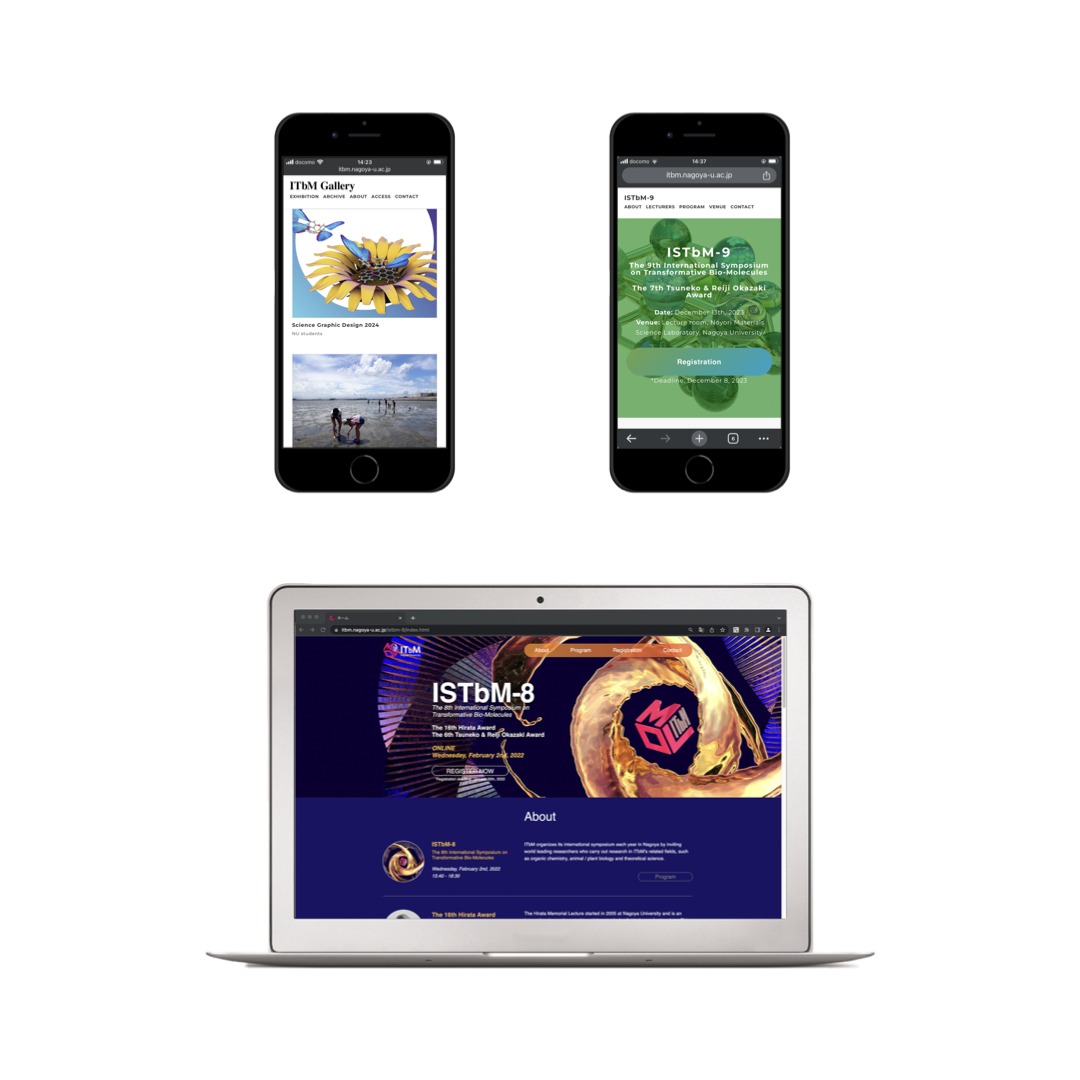 docomo
14:23
itbm.nagoya-u.ac.jp
ITbM Gallery
EXHIBITION ARCHIVE ABOUT ACCESS CONTACT
Science Graphic Design 2024
NU students
docomo
14:37
itbm.nagoya-u.ac.jp
ISTbM-9
ABOUT LECTURERS PROGRAM VENUE CONTACT
ISTbM-9
The 9th International Symposium
on Transformative Bio-Molecules
The 7th Tsuneko & Reiji Okazaki
Award
Date: December 13th, 2023
Venue: Lecture room, Noyori Materials
Science Laboratory, Nagoya University
Registration
*Deadline: December 8, 2023
6
ホーム
itbm.nagoya-u.ac.jp/istbm-8/index.html
ITbM
About Program Registration Contact
ISTbM-8
The 8th International Symposium on
Transformative Bio-Molecules
The 16th Hirata Award
The 6th Tsuneko & Reiji Okazaki Award
ONLINE
Wednesday, February 2nd, 2022
REGISTER NOW
MOL
ITbM
About
ISTbM-8
The 8th International Symposium on
Transformative Bio-Molecules
Wednesday, February 2nd, 2022
15:40 - 18:30
ITbM organizes its international symposium each year in Nagoya by inviting
world leading researchers who carry out research in ITbM's related fields, such
as organic chemistry, animal / plant biology and theoretical science.
Program
The 16th Hirata Award
The Hirata Memorial Lecture started in 2005 at Nagoya University and is an